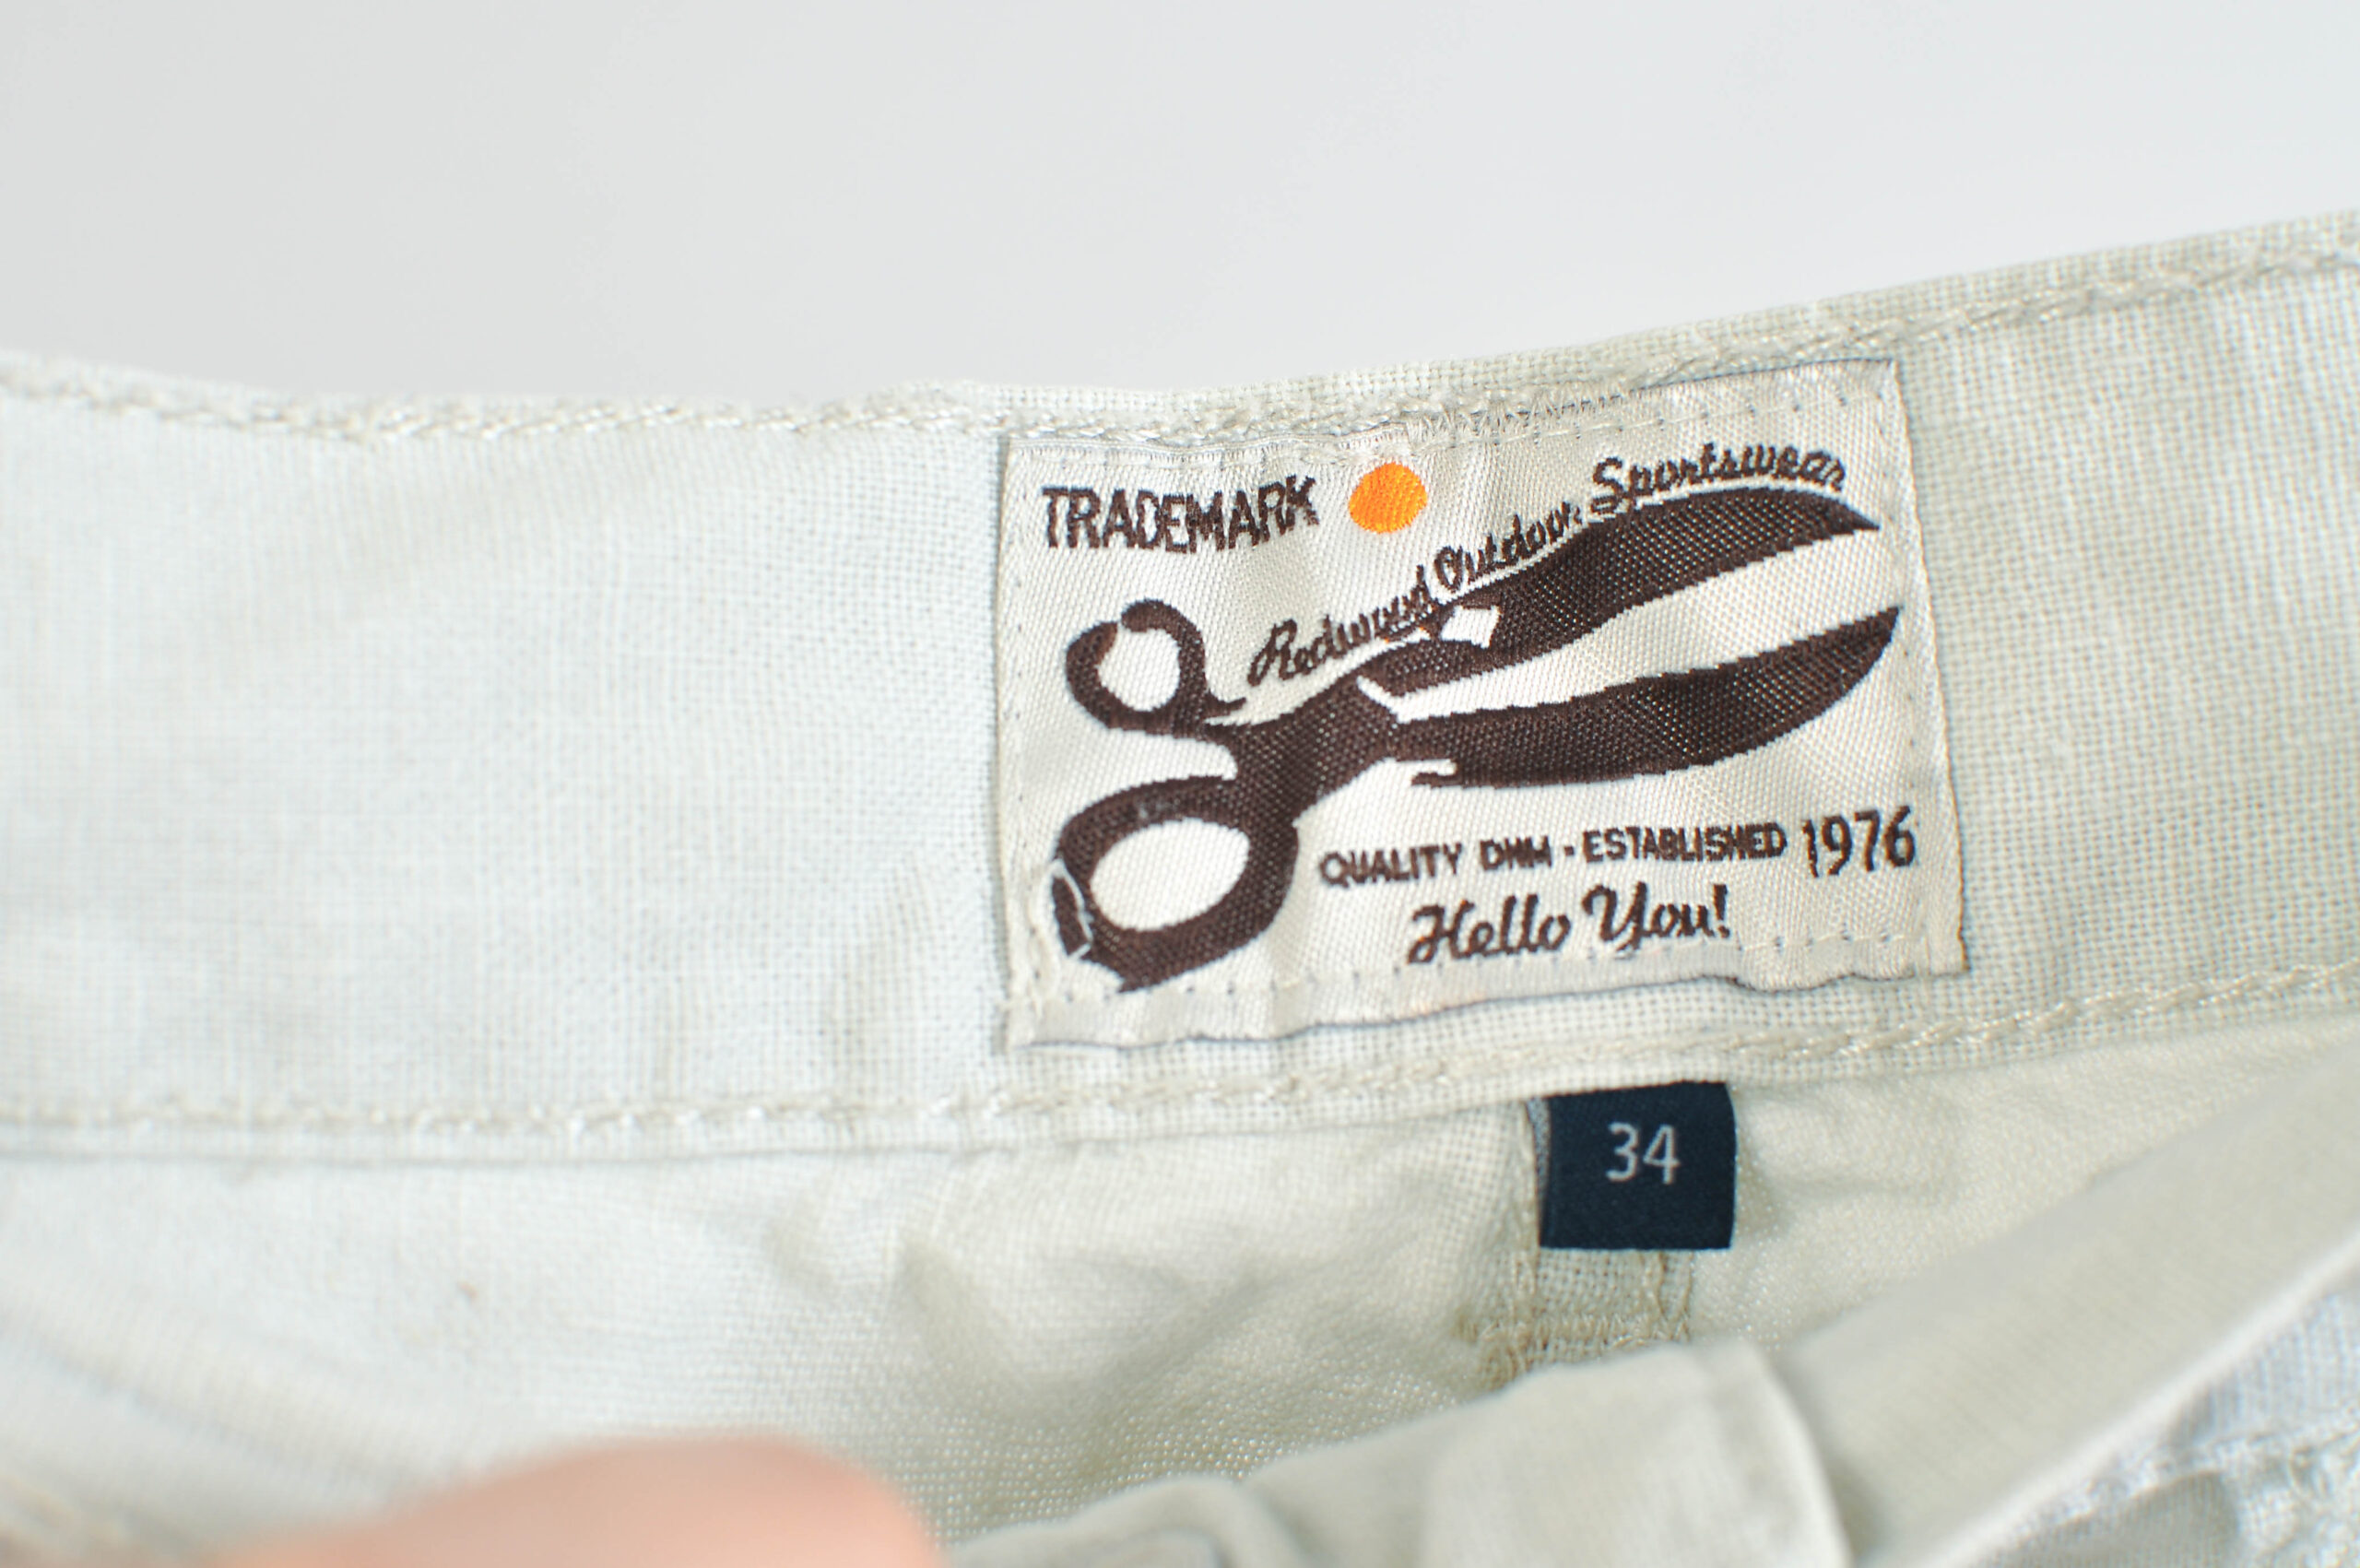 TRADEMARK
Redwood Outdoor Sportswear
QUALITY DNM - ESTABLISHED 1976
Hello You!
34